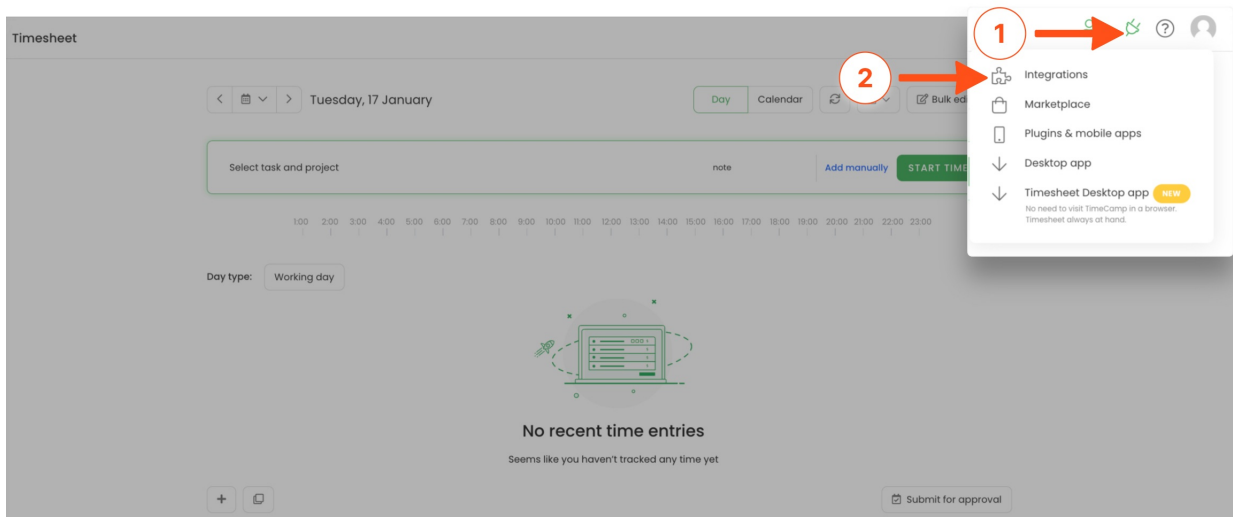 Timesheet
1
2
Integrations
Marketplace
Plugins & mobile apps
Desktop app
Timesheet Desktop app NEW
No need to visit TimeCamp in a browser.
Timesheet always at hand.
Tuesday, 17 January
Day Calendar
Bulk edi
Select task and project note Add manually START TIME
1:00 2:00 3:00 4:00 5:00 6:00 7:00 8:00 9:00 10:00 11:00 12:00 13:00 14:00 15:00 16:00 17:00 18:00 19:00 20:00 21:00 22:00 23:00
Day type: Working day
No recent time entries
Seems like you haven't tracked any time yet
Submit for approval